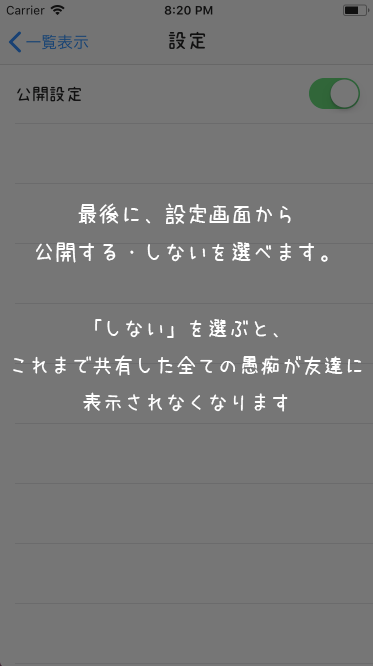 Carrier 8:20 PM
一覧表示 設定
公開設定
最後に、設定画面から
公開する・しないを選べます。
「しない」を選ぶと、
これまで共有した全ての愚痴が友達に
表示されなくなります